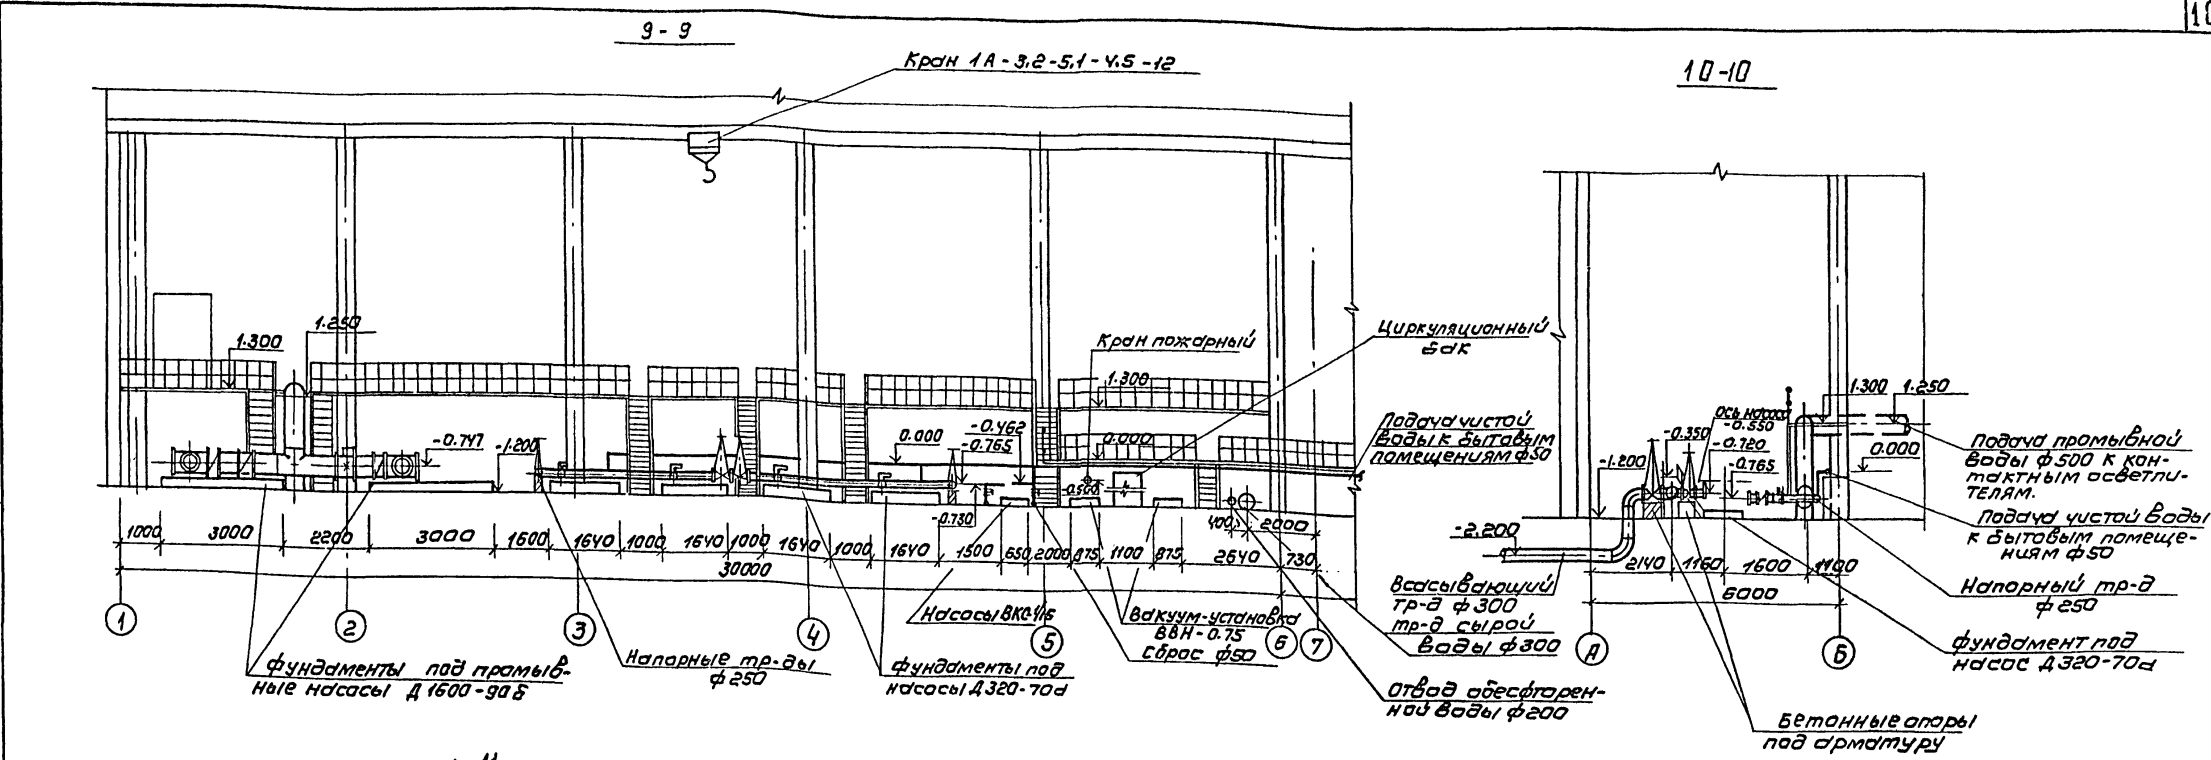 10
9-9
Кран 1А-3,2-5,1-4,5-12
10-10
1.300
1.250
Кран пожарный
Циркуляционный
бак
1.300
-0.747
-1.200
0.000
-0.462
-0.765
0.000
-0.500
-0.730
Подача чистой
воды к бытовым
помещениям ф50
1000
3000
2200
3000
1600
1640
1000
1640
1000
1640
1000
1640
1500
650
2000
875
1100
875
400
2000
2640
730
30000
1
2
3
4
5
6
7
Фундаменты под промыв-
ные насосы Д 1600-90б
Напорные тр-ды
ф250
Фундаменты под
насосы Д320-70а
Насосы ВКС
Вакуум-установка
ВВН-0.75
Сброс ф50
тр-д сырой
воды ф300
Отвод обесфторен-
ной воды ф200
1.300
1.250
Ось насоса
-0.550
-0.350
-0.720
-0.765
-1.200
0.000
-2.200
Подача промывной
воды ф500 к кон-
тактным осветли-
телям.
Подача чистой воды
к бытовым помеще-
ниям ф50
Напорный тр-д
ф250
Фундамент под
насос Д320-70а
Всасывающий
тр-д ф300
2140
1160
1600
1100
6000
А
Б
Бетонные опоры
под арматуру